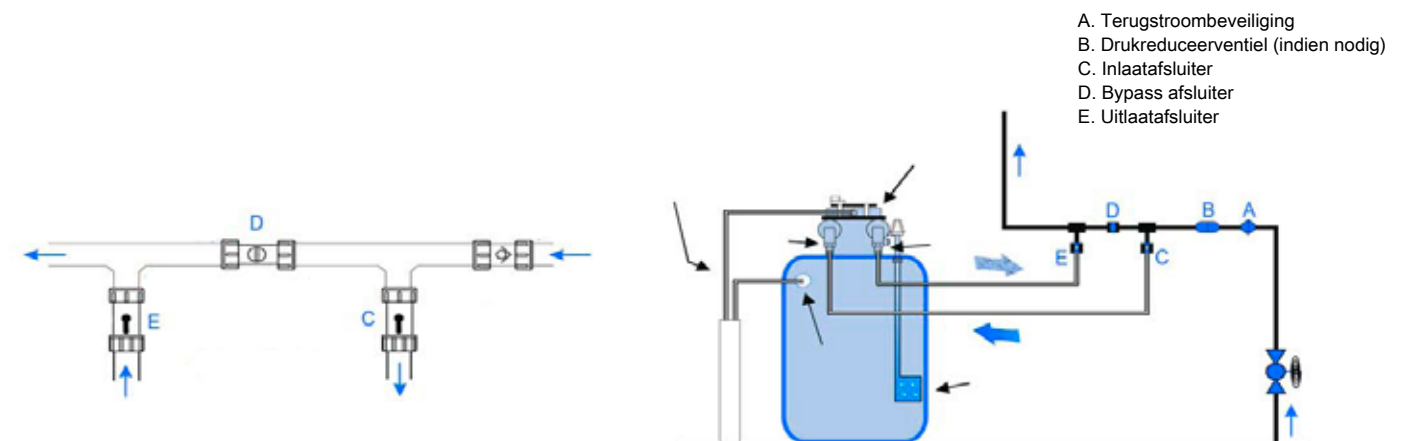 A. Terugstroombeveiliging
B. Drukreduceerventiel (indien nodig)
C. Inlaatafsluiter
D. Bypass afsluiter
E. Uitlaatafsluiter
D
E
C
D
B
A
E
C